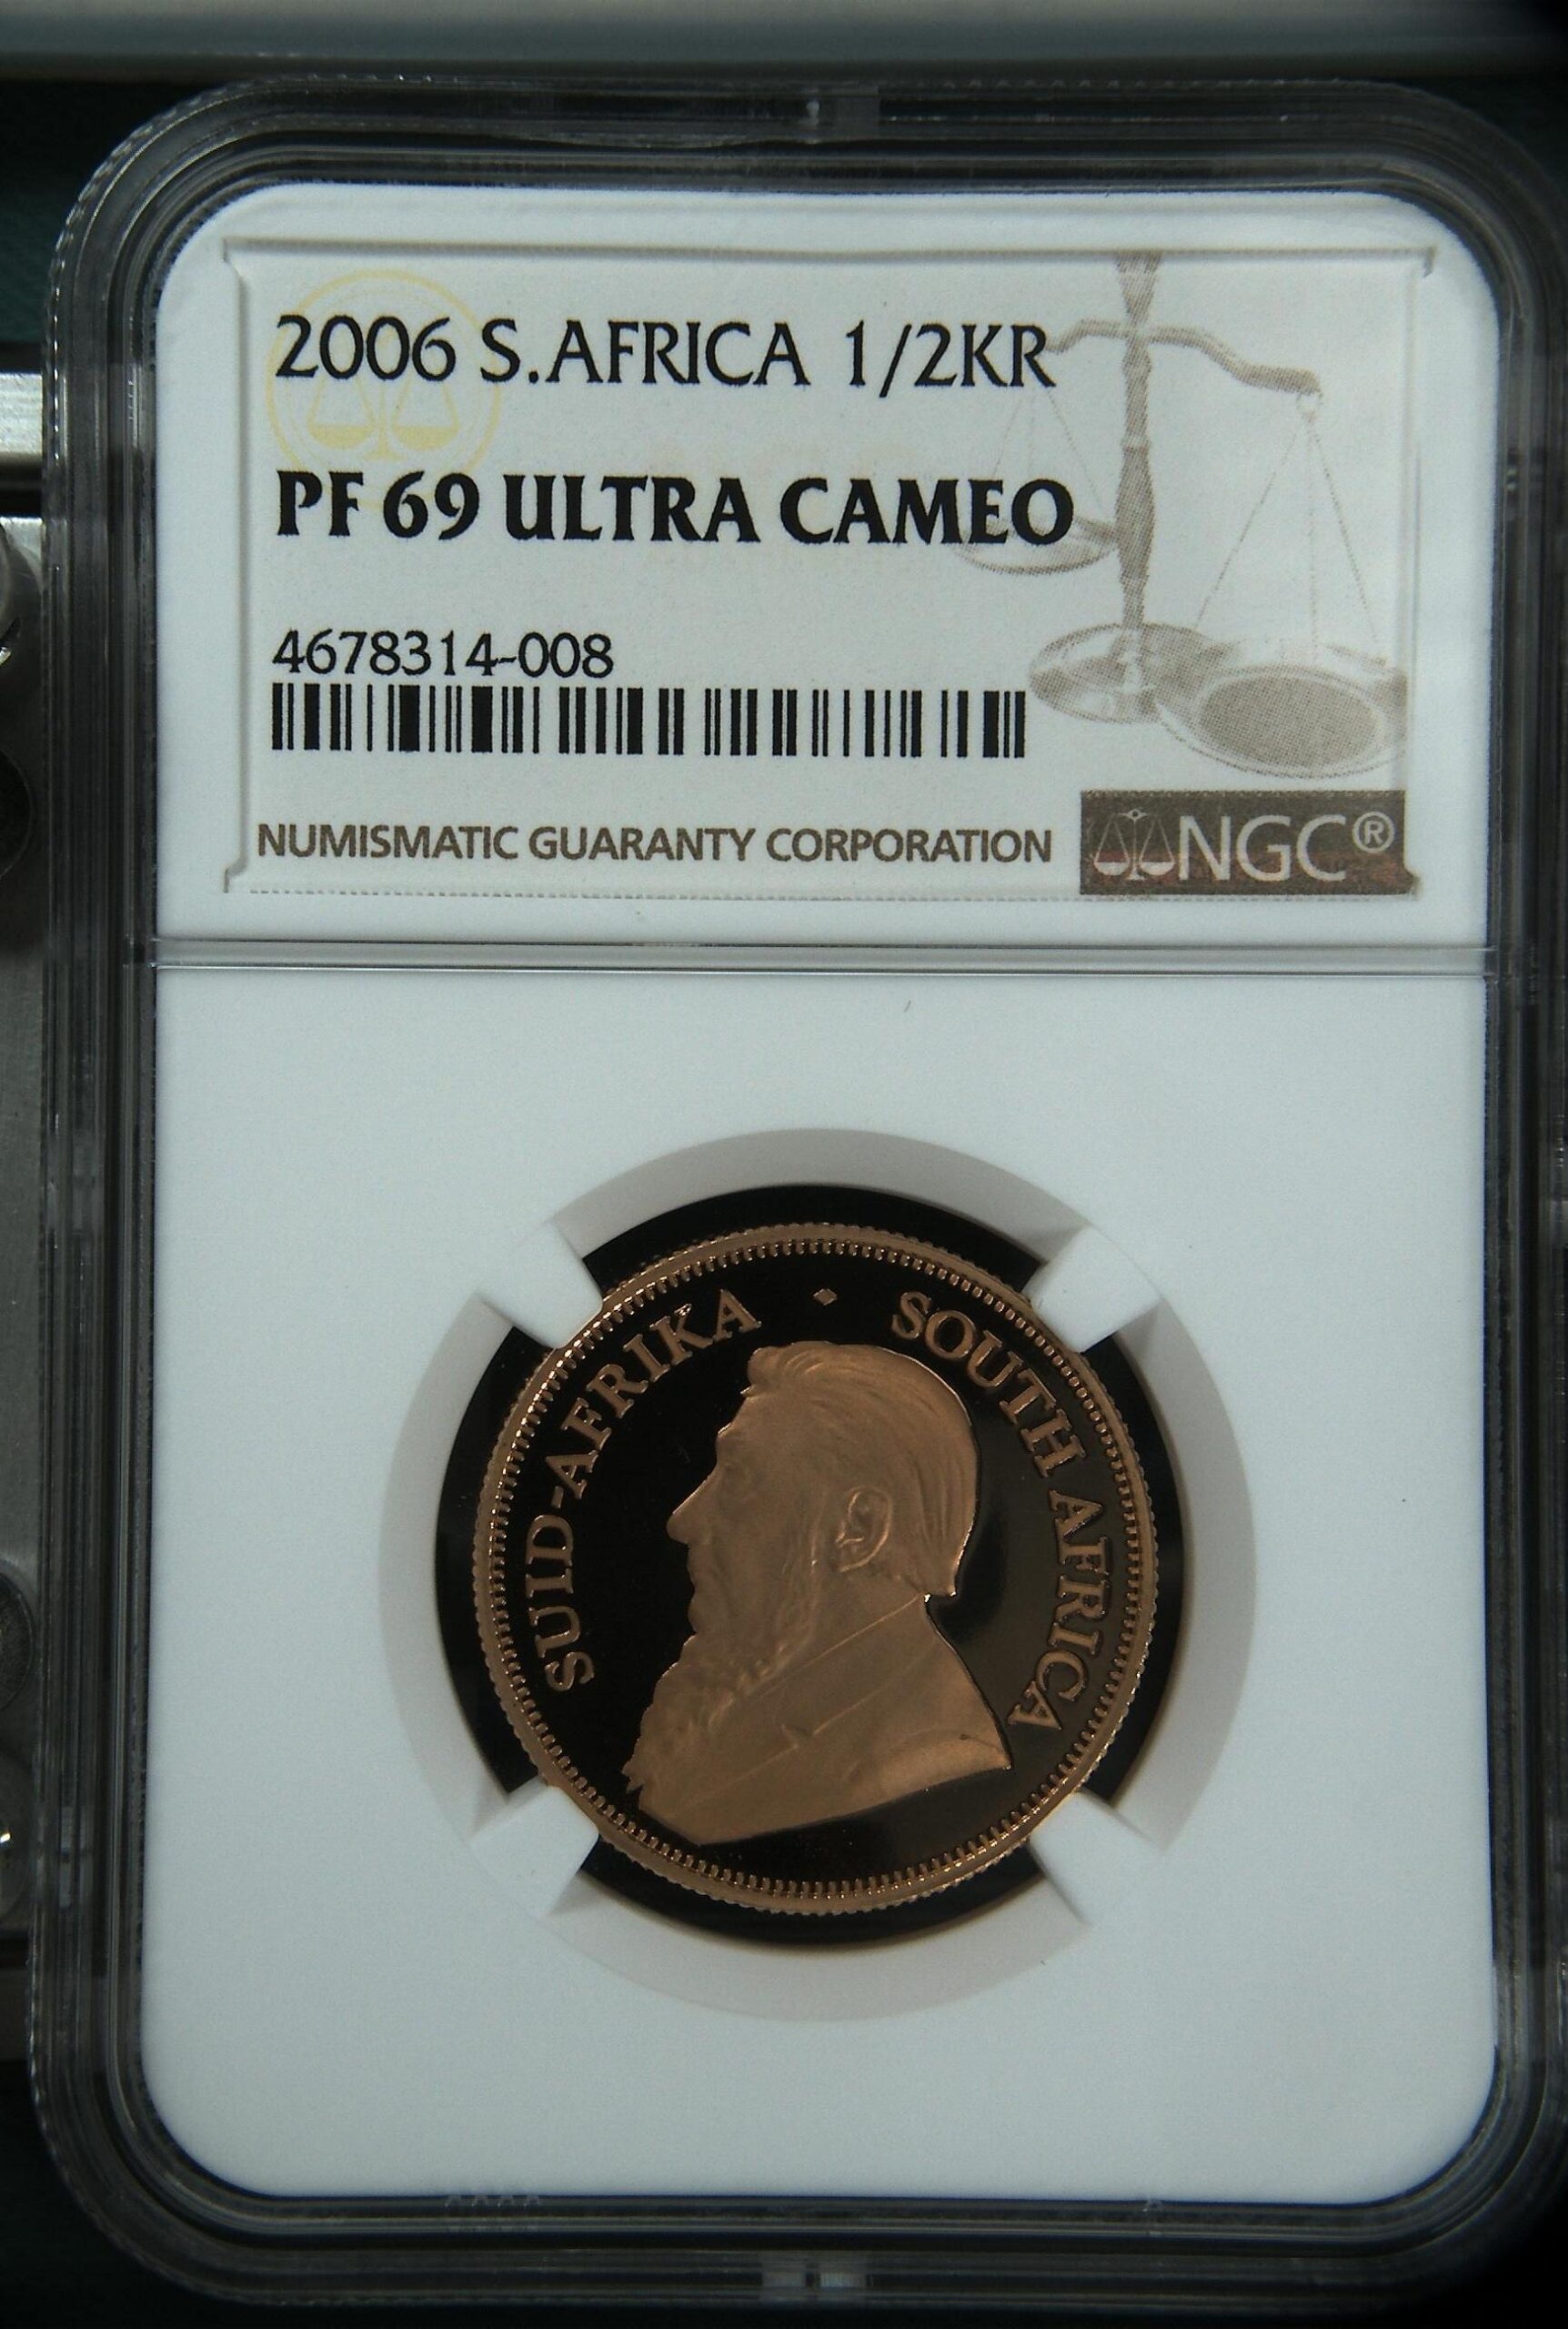 2006 S.AFRICA 1/2KR
PF 69 ULTRA CAMEO
4678314-008
NUMISMATIC GUARANTY CORPORATION NGC®
SUID-AFRIKA • SOUTH AFRICA